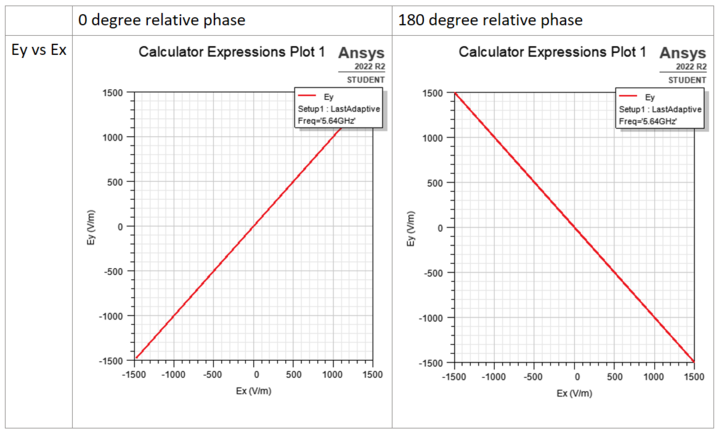 0 degree relative phase
180 degree relative phase
Ey vs Ex
Calculator Expressions Plot 1
Ansys
2022 R2
STUDENT
Ey
Setup1 : LastAdaptive
Freq='5.64GHz'
1500
1000
500
0
-500
-1000
-1500
Ey (V/m)
-1500 -1000 -500 0 500 1000 1500
Ex (V/m)
Calculator Expressions Plot 1
Ansys
2022 R2
STUDENT
Ey
Setup1 : LastAdaptive
Freq='5.64GHz'
1500
1000
500
0
-500
-1000
-1500
Ey (V/m)
-1500 -1000 -500 0 500 1000 1500
Ex (V/m)